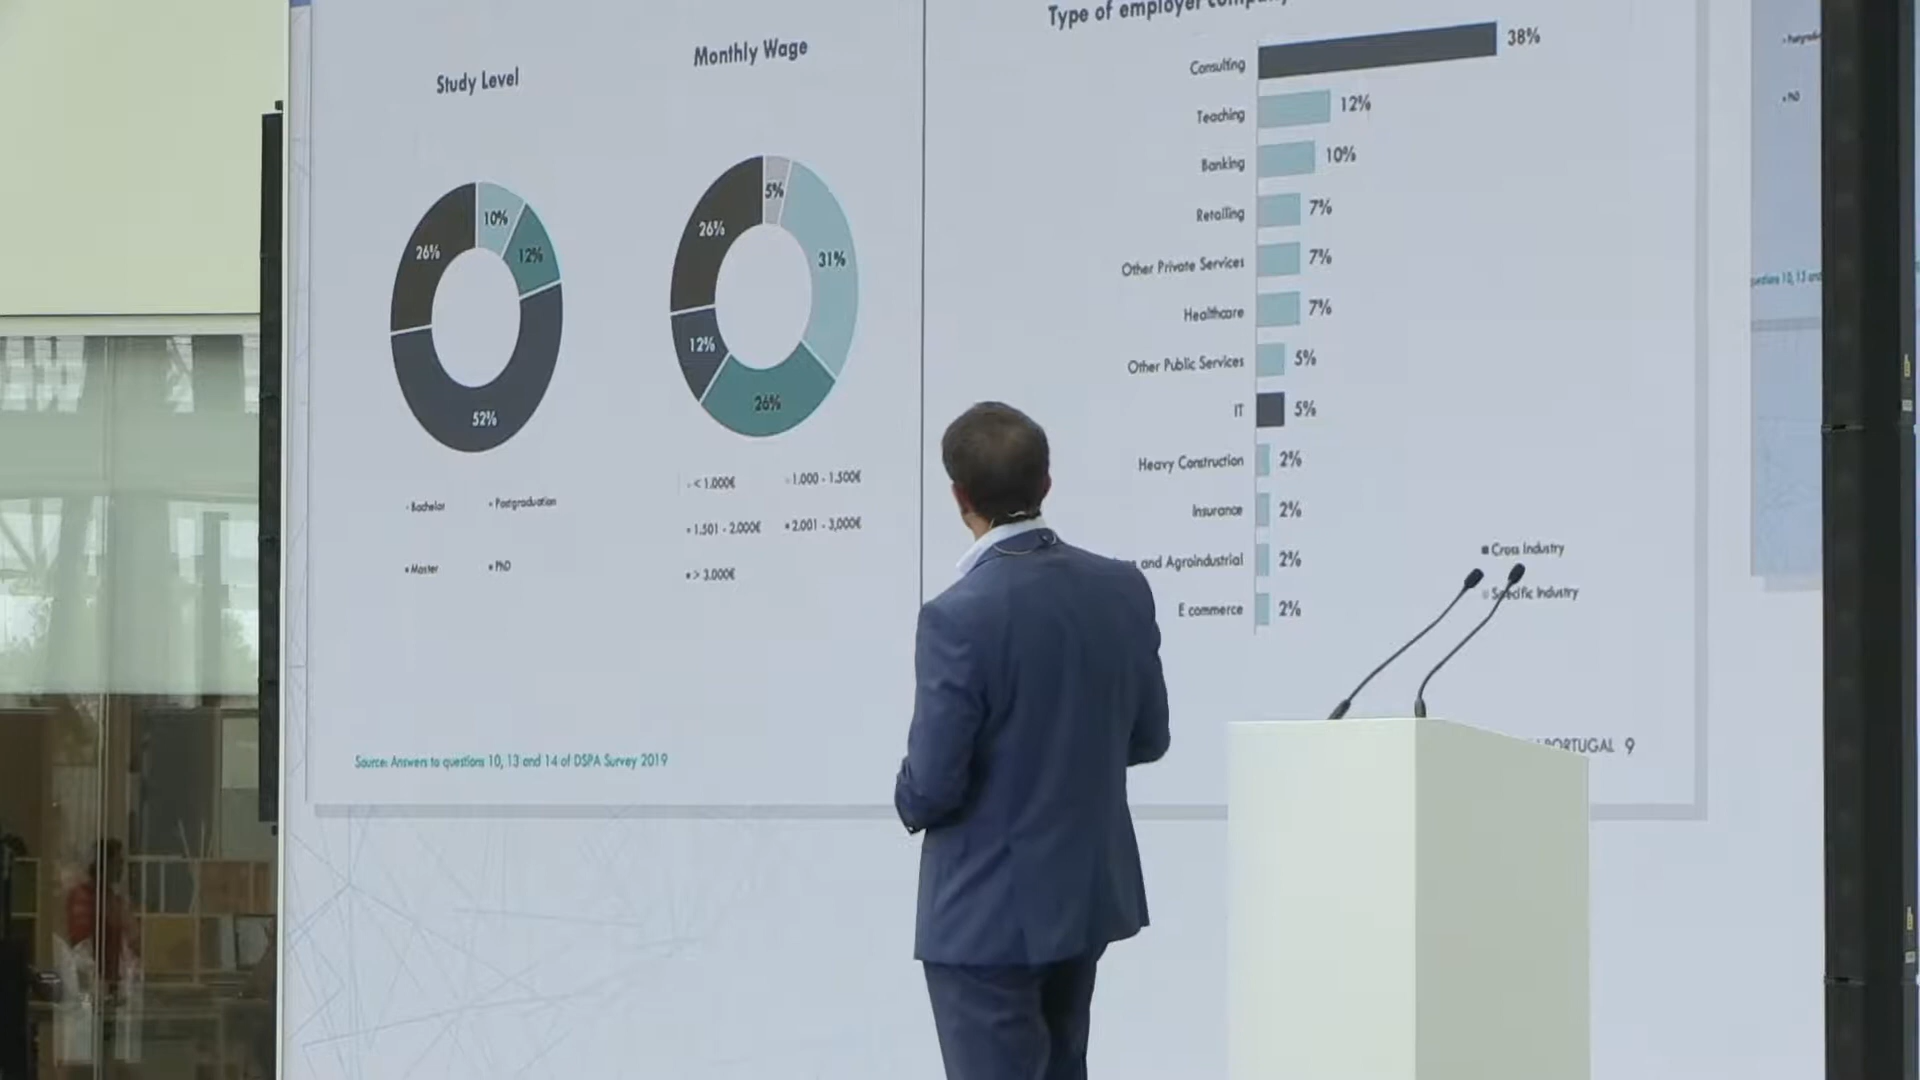 Study Level
10%
12%
52%
26%
Bachelor
Postgraduation
Master
PhD
Monthly Wage
5%
31%
26%
12%
26%
< 1.000€
1.000 - 1.500€
1.501 - 2.000€
2.001 - 3,000€
> 3.000€
Type of employer
Consulting 38%
Teaching 12%
Banking 10%
Retailing 7%
Other Private Services 7%
Healthcare 7%
Other Public Services 5%
IT 5%
Heavy Construction 2%
Insurance 2%
and Agroindustrial 2%
E commerce 2%
Cross Industry
Specific Industry
Source: Answers to questions 10, 13 and 14 of DSPA Survey 2019
PORTUGAL 9
PhD
10, 13 and